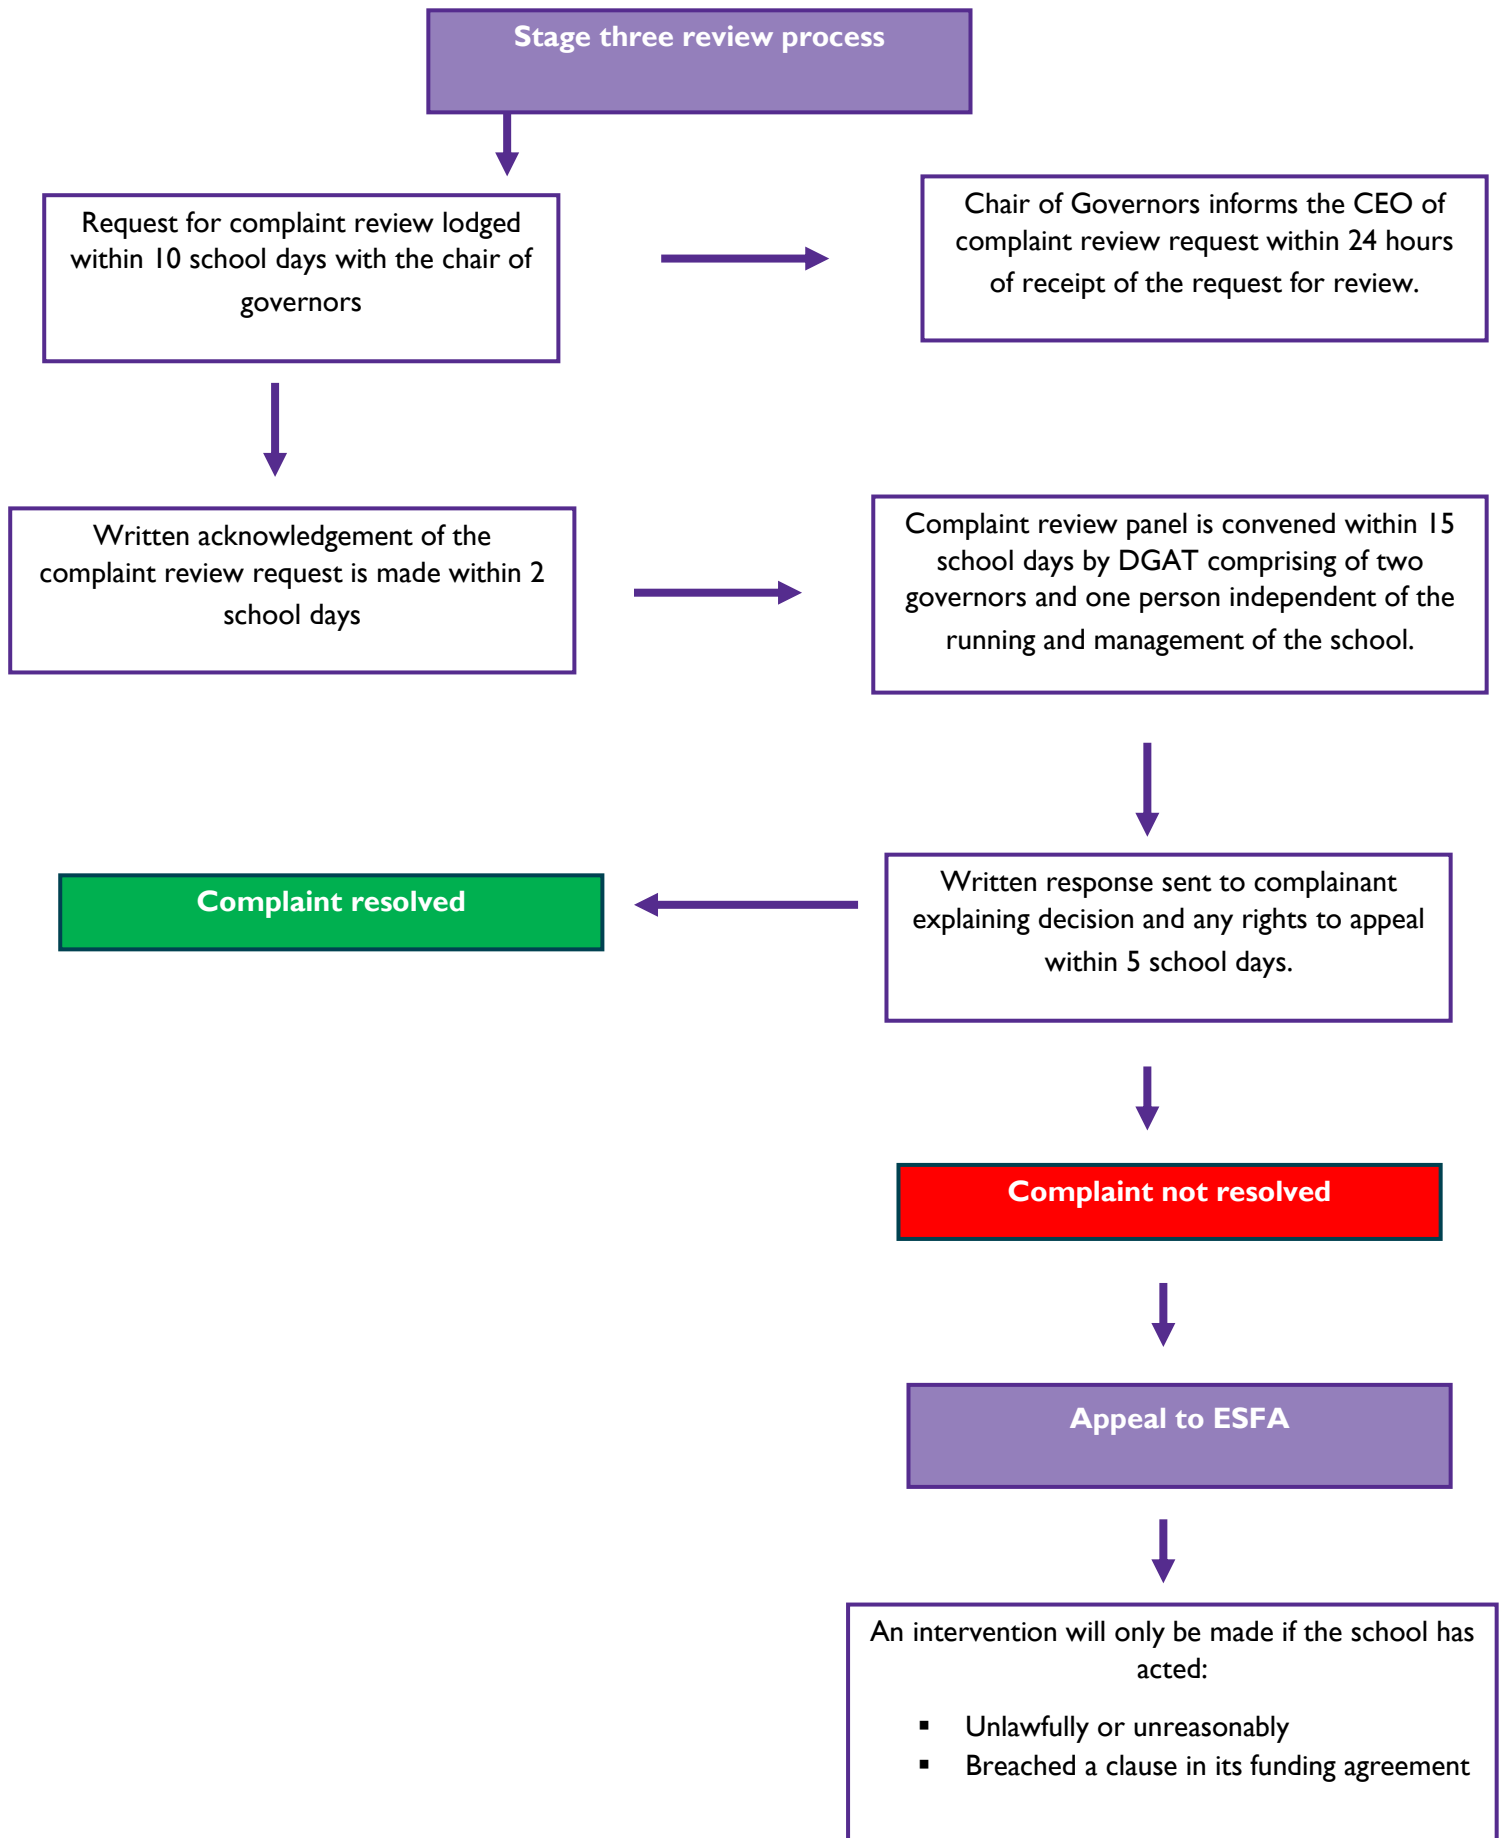 Stage three review process
Request for complaint review lodged
within 10 school days with the chair of
governors
Chair of Governors informs the CEO of
complaint review request within 24 hours
of receipt of the request for review.
Written acknowledgement of the
complaint review request is made within 2
school days
Complaint review panel is convened within 15
school days by DGAT comprising of two
governors and one person independent of the
running and management of the school.
Written response sent to complainant
explaining decision and any rights to appeal
within 5 school days.
Complaint resolved
Complaint not resolved
Appeal to ESFA
An intervention will only be made if the school has
acted:
▪ Unlawfully or unreasonably
▪ Breached a clause in its funding agreement